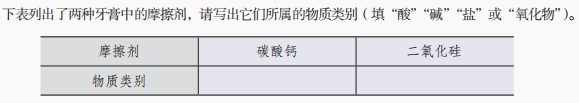 下表列出了两种牙膏中的摩擦剂，请写出它们所属的物质类别（填“酸”“碱”“盐”或“氧化物”）。
摩擦剂 碳酸钙 二氧化硅
物质类别